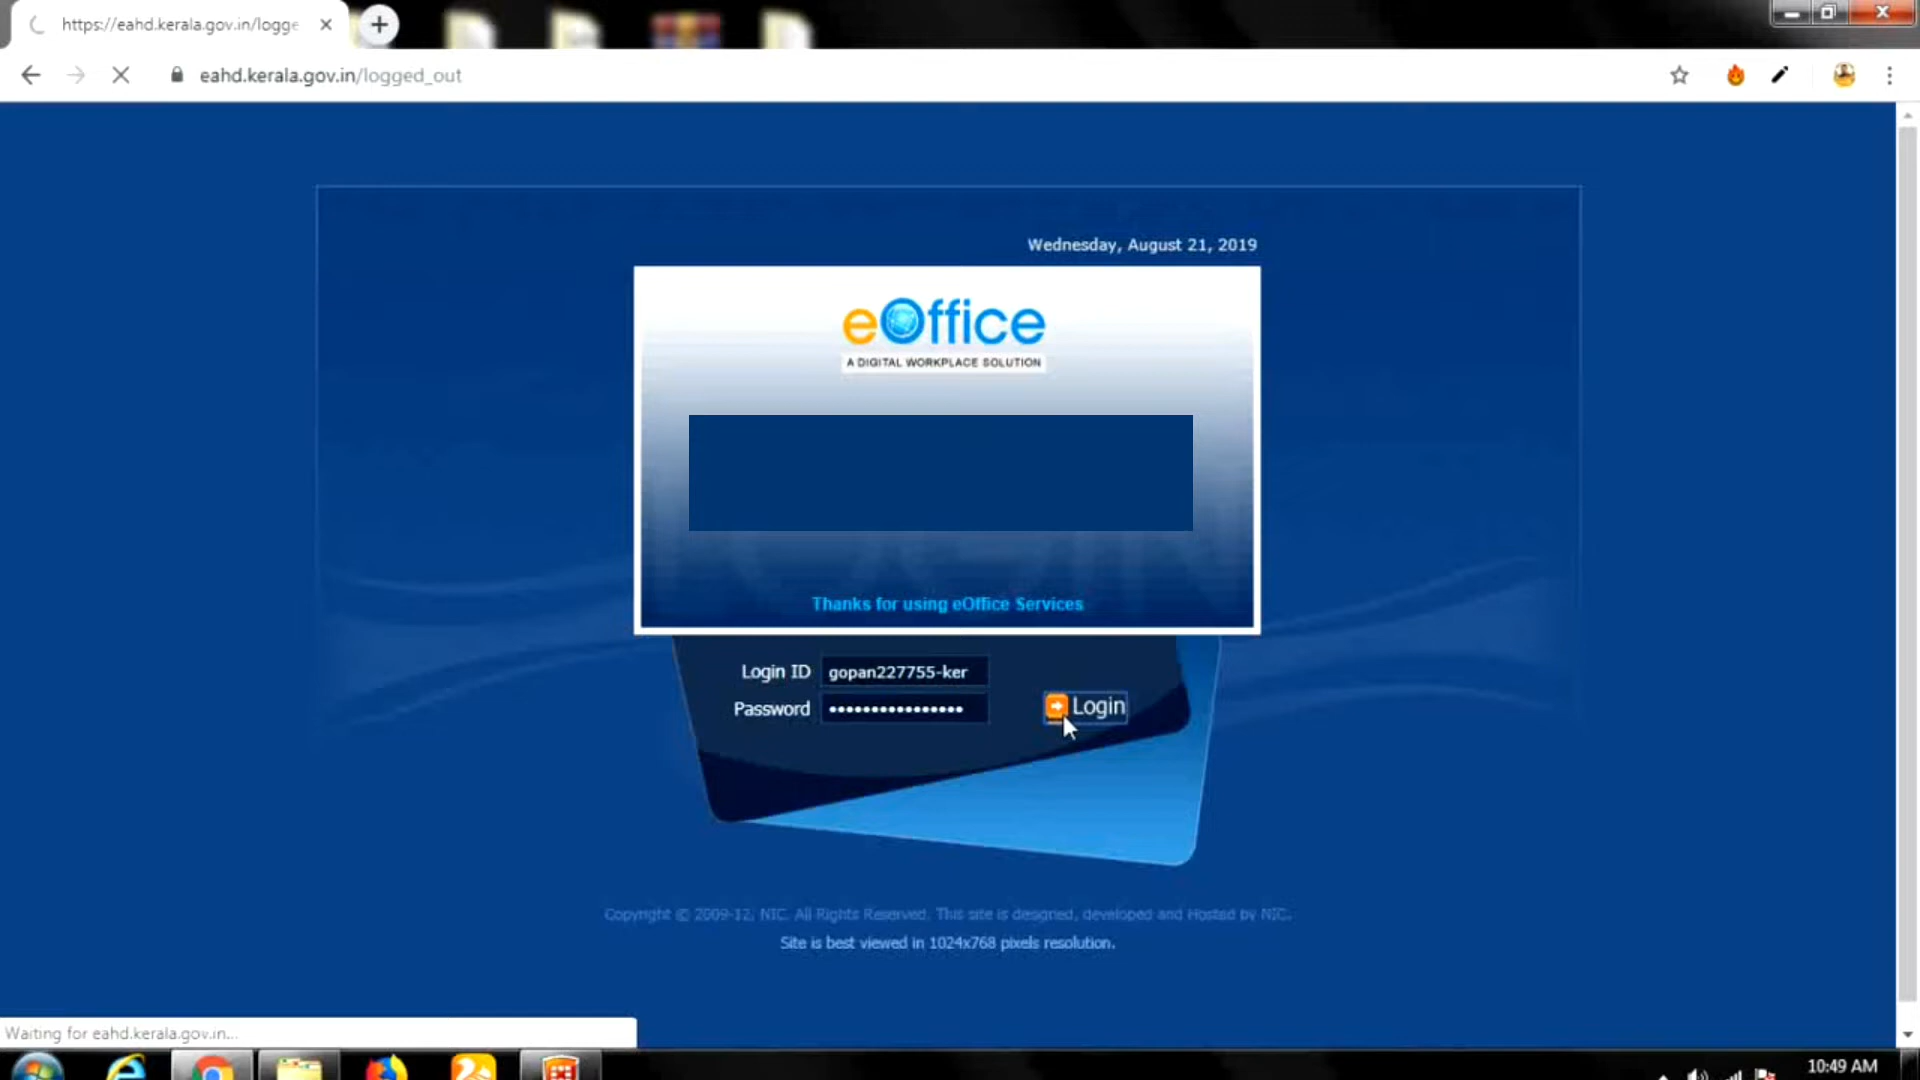 https://eahd.kerala.gov.in/logge
eahd.kerala.gov.in/logged_out
Wednesday, August 21, 2019
eOffice
A DIGITAL WORKPLACE SOLUTION
Thanks for using eOffice Services
Login ID gopan227755-ker
Password ••••••••••••••••
Login
Copyright © 2009-12, NIC. All Rights Reserved. This site is designed, developed and Hosted by NIC.
Site is best viewed in 1024x768 pixels resolution.
Waiting for eahd.kerala.gov.in...
10:49 AM